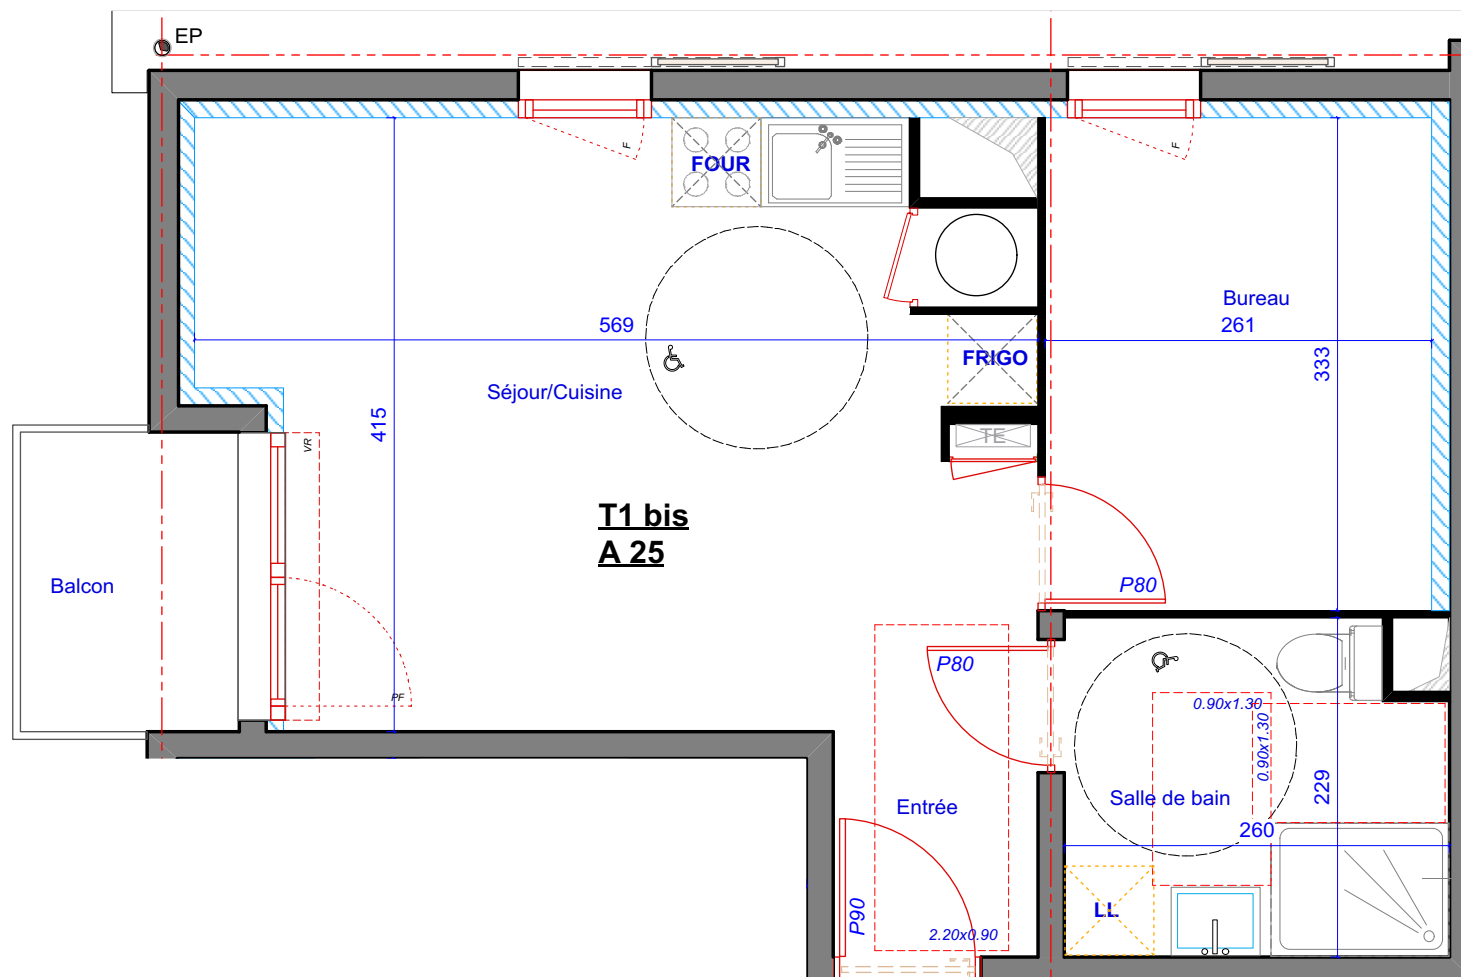 EP
F
F
FOUR
Bureau
569
261
FRIGO
333
Séjour/Cuisine
415
VR
TE
T1 bis
A 25
Balcon
P80
P80
PF
0.90x1.30
0.90x1.30
Entrée
Salle de bain
229
260
P90
LL
2.20x0.90